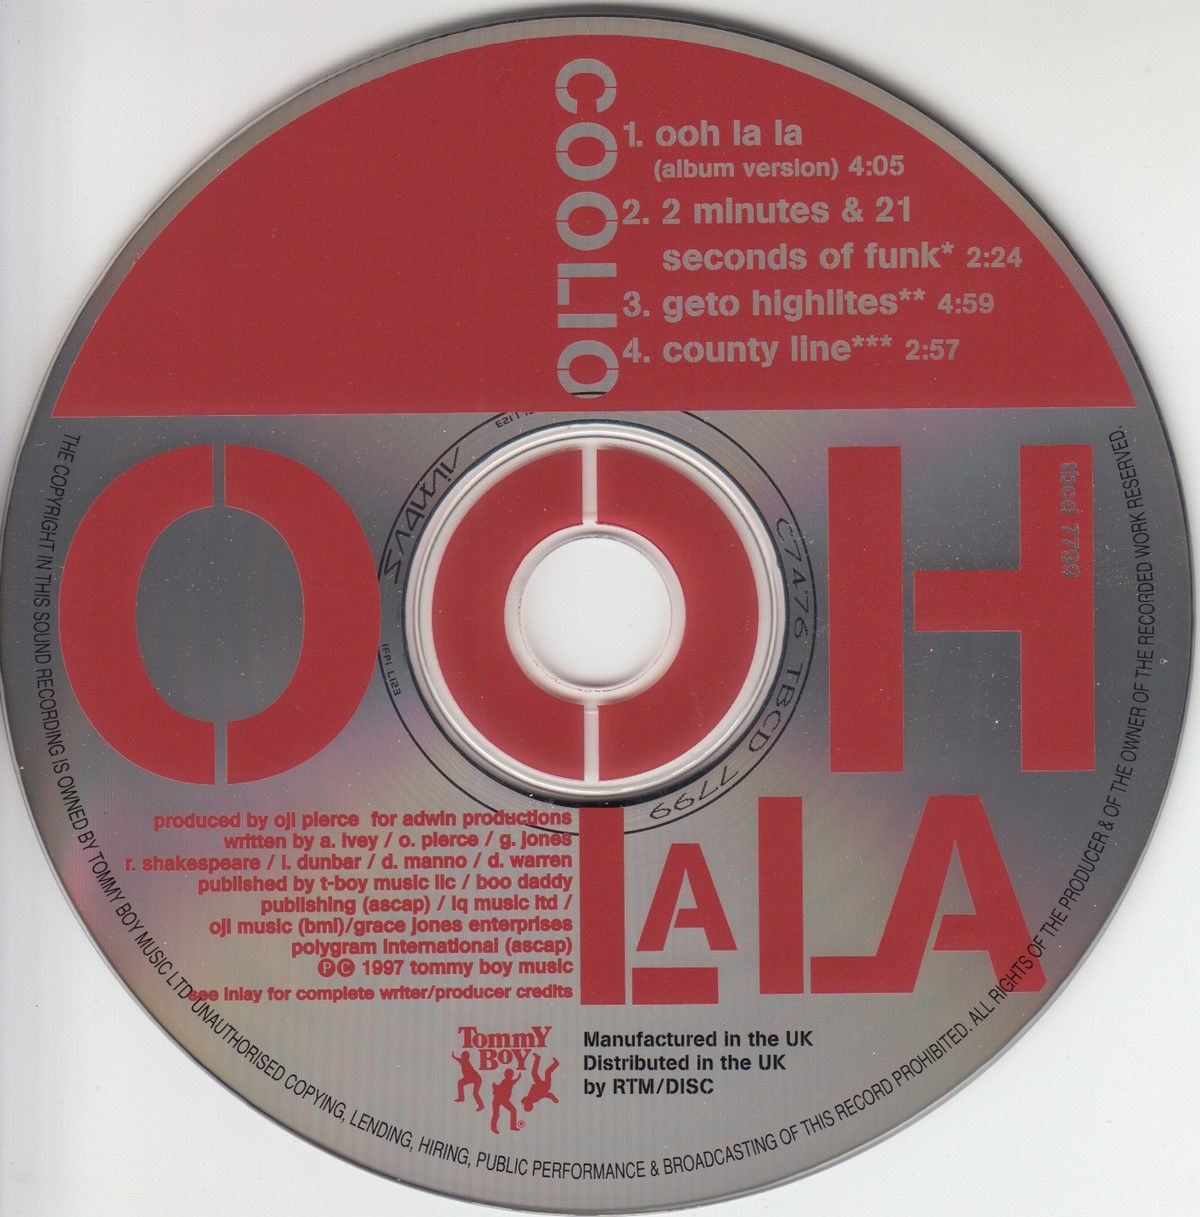 COOLIO
1. ooh la la
(album version) 4:05
2. 2 minutes & 21
seconds of funk* 2:24
3. geto highlites** 4:59
4. county line*** 2:57
OOH
tbcd 7799
LA LA
C7476 TBCD 7799
IFPI L123
produced by oji pierce for adwin productions
written by a. ivey / o. pierce / g. jones
r. shakespeare / l. dunbar / d. manno / d. warren
published by t-boy music llc / boo daddy
publishing (ascap) / iq music ltd /
oji music (bmi)/grace jones enterprises
polygram international (ascap)
℗© 1997 tommy boy music
see inlay for complete writer/producer credits
Tommy
Boy
®
Manufactured in the UK
Distributed in the UK
by RTM/DISC
THE COPYRIGHT IN THIS SOUND RECORDING IS OWNED BY TOMMY BOY MUSIC LTD UNAUTHORISED COPYING, LENDING, HIRING, PUBLIC PERFORMANCE & BROADCASTING OF THIS RECORD PROHIBITED. ALL RIGHTS OF THE PRODUCER & OF THE OWNER OF THE RECORDED WORK RESERVED.